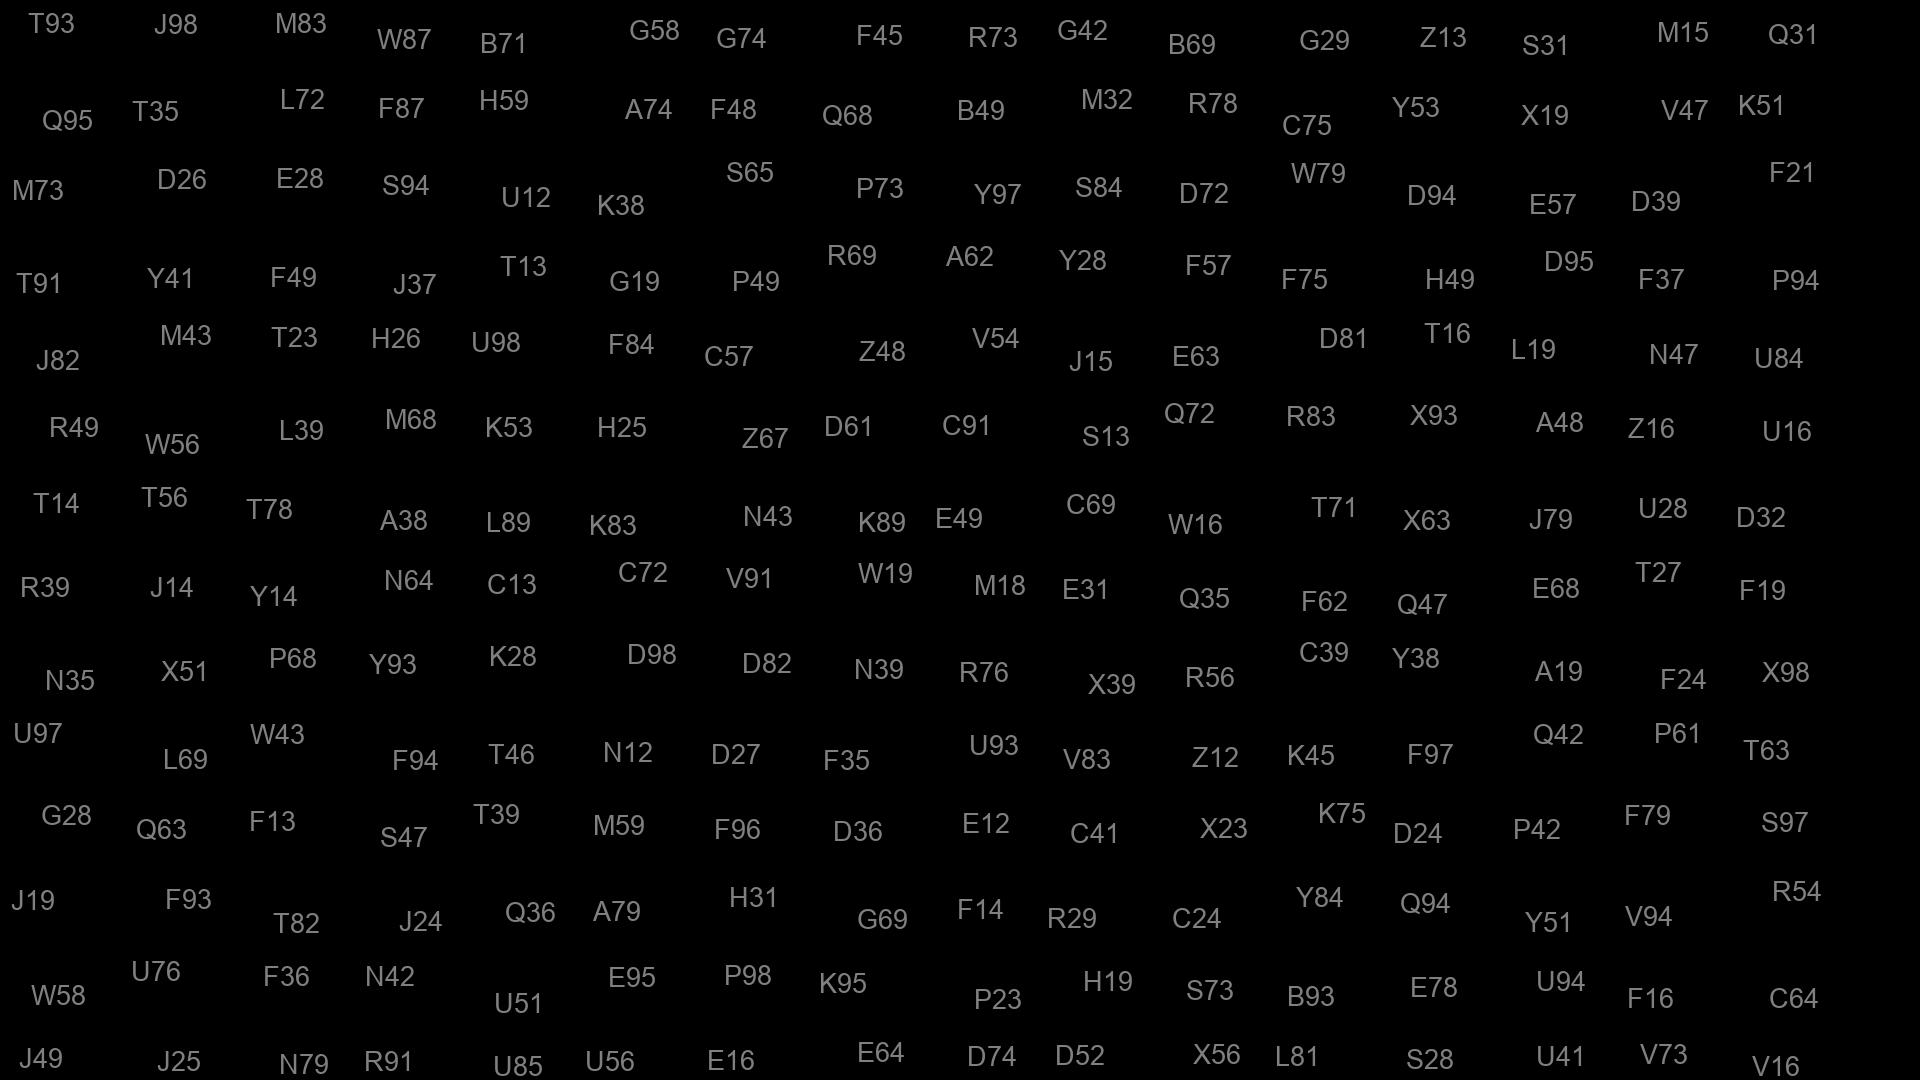 T93 J98 M83 W87 B71 G58 G74 F45 R73 G42 B69 G29 Z13 S31 M15 Q31
Q95 T35 L72 F87 H59 A74 F48 Q68 B49 M32 R78 C75 Y53 X19 V47 K51
M73 D26 E28 S94 U12 K38 S65 P73 Y97 S84 D72 W79 D94 E57 D39 F21
T91 Y41 F49 J37 T13 G19 P49 R69 A62 Y28 F57 F75 H49 D95 F37 P94
J82 M43 T23 H26 U98 F84 C57 Z48 V54 J15 E63 D81 T16 L19 N47 U84
R49 W56 L39 M68 K53 H25 Z67 D61 C91 S13 Q72 R83 X93 A48 Z16 U16
T14 T56 T78 A38 L89 K83 N43 K89 E49 C69 W16 T71 X63 J79 U28 D32
R39 J14 Y14 N64 C13 C72 V91 W19 M18 E31 Q35 F62 Q47 E68 T27 F19
N35 X51 P68 Y93 K28 D98 D82 N39 R76 X39 R56 C39 Y38 A19 F24 X98
U97 L69 W43 F94 T46 N12 D27 F35 U93 V83 Z12 K45 F97 Q42 P61 T63
G28 Q63 F13 S47 T39 M59 F96 D36 E12 C41 X23 K75 D24 P42 F79 S97
J19 F93 T82 J24 Q36 A79 H31 G69 F14 R29 C24 Y84 Q94 Y51 V94 R54
W58 U76 F36 N42 U51 E95 P98 K95 P23 H19 S73 B93 E78 U94 F16 C64
J49 J25 N79 R91 U85 U56 E16 E64 D74 D52 X56 L81 S28 U41 V73 V16